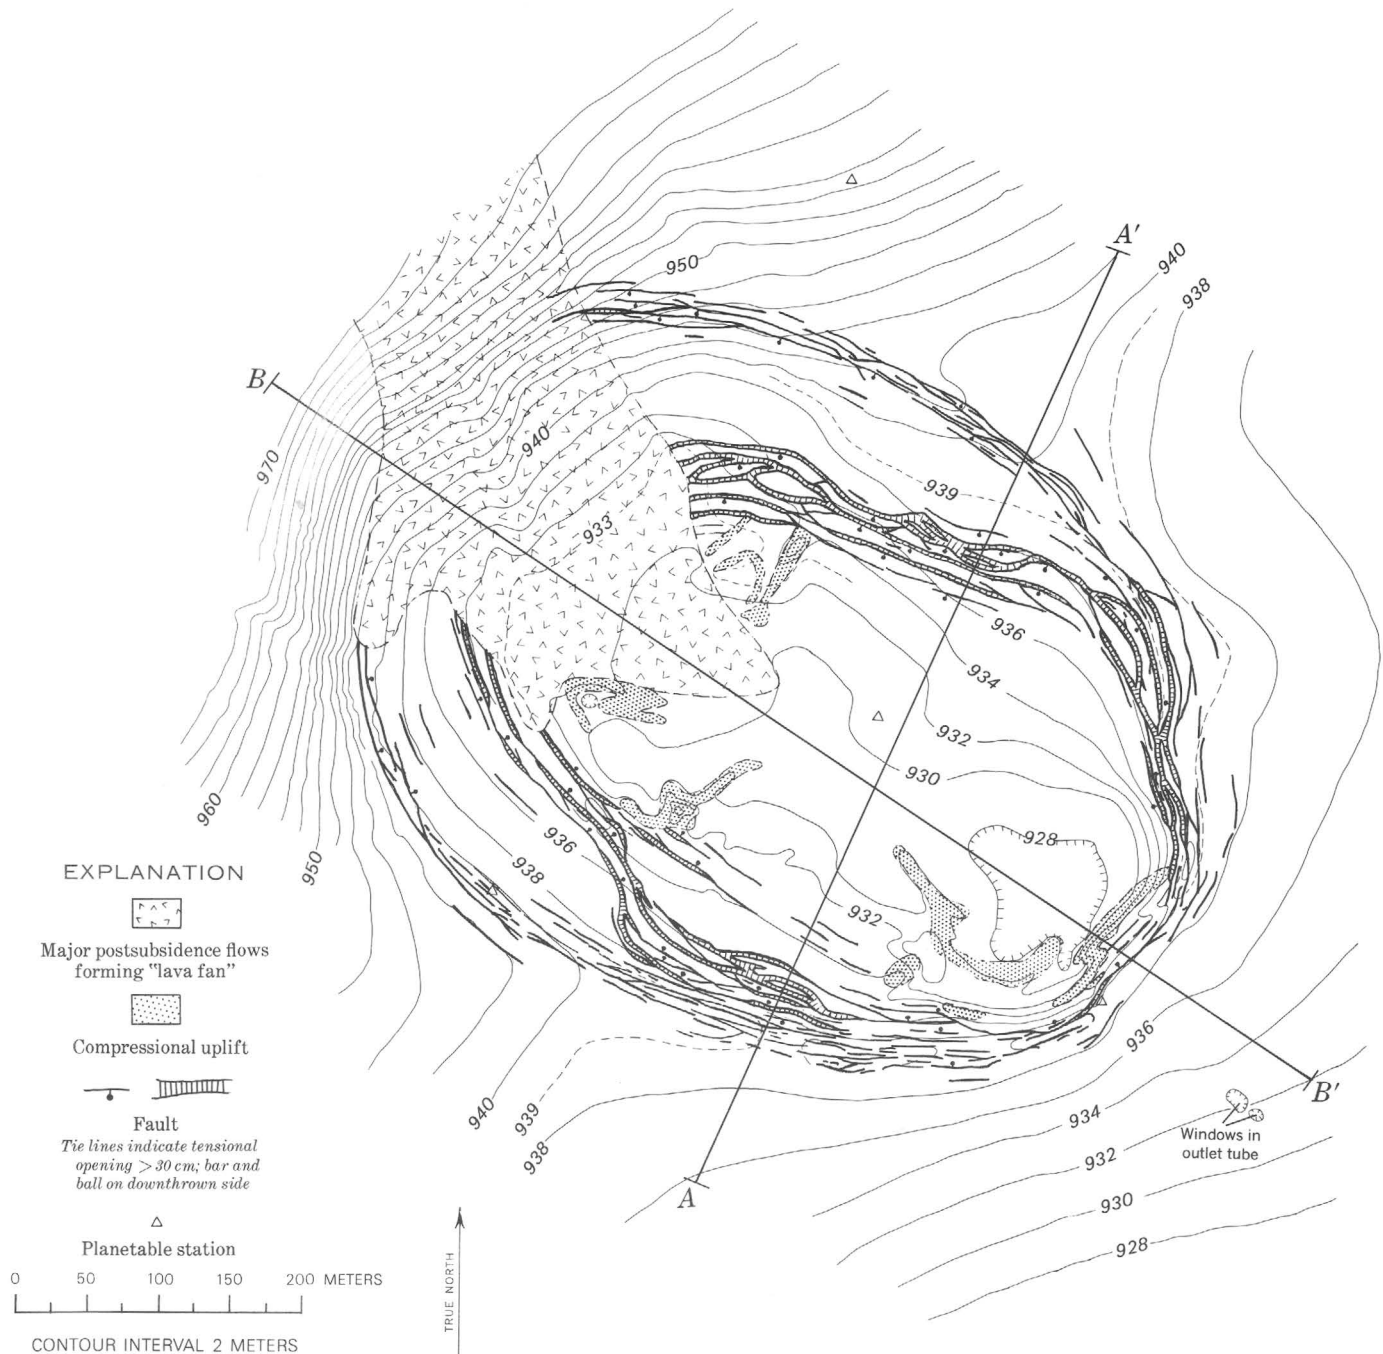 A′
940
938
950
B
940
970
939
933
936
934
932
930
960
928
936
938
950
932
EXPLANATION
Major postsubsidence flows
forming "lava fan"
Compressional uplift
Fault
Tie lines indicate tensional
opening > 30 cm; bar and
ball on downthrown side
Planetable station
0 50 100 150 200 METERS
CONTOUR INTERVAL 2 METERS
TRUE NORTH
940
939
938
A
936
B′
934
Windows in
outlet tube
932
930
928